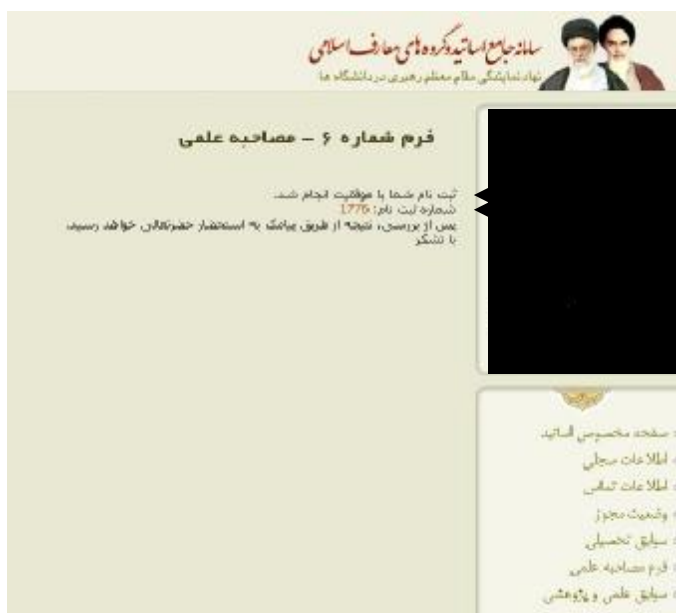 سامانه جامع اساتید و گروه های معارف اسلامی
نهاد نمایندگی مقام معظم رهبری در دانشگاه ها
فرم شماره ۶ – مصاحبه علمی
ثبت نام شما با موفقیت انجام شد.
شماره ثبت نام: 1776
پس از بررسی، نتیجه از طریق پیامک به استحضار حضرتعالی خواهد رسید.
با تشکر
صفحه مخصوص اساتید
اطلاعات سجلی
اطلاعات تماس
وضعیت مجوز
سوابق تحصیلی
فرم مصاحبه علمی
سوابق علمی و پژوهشی